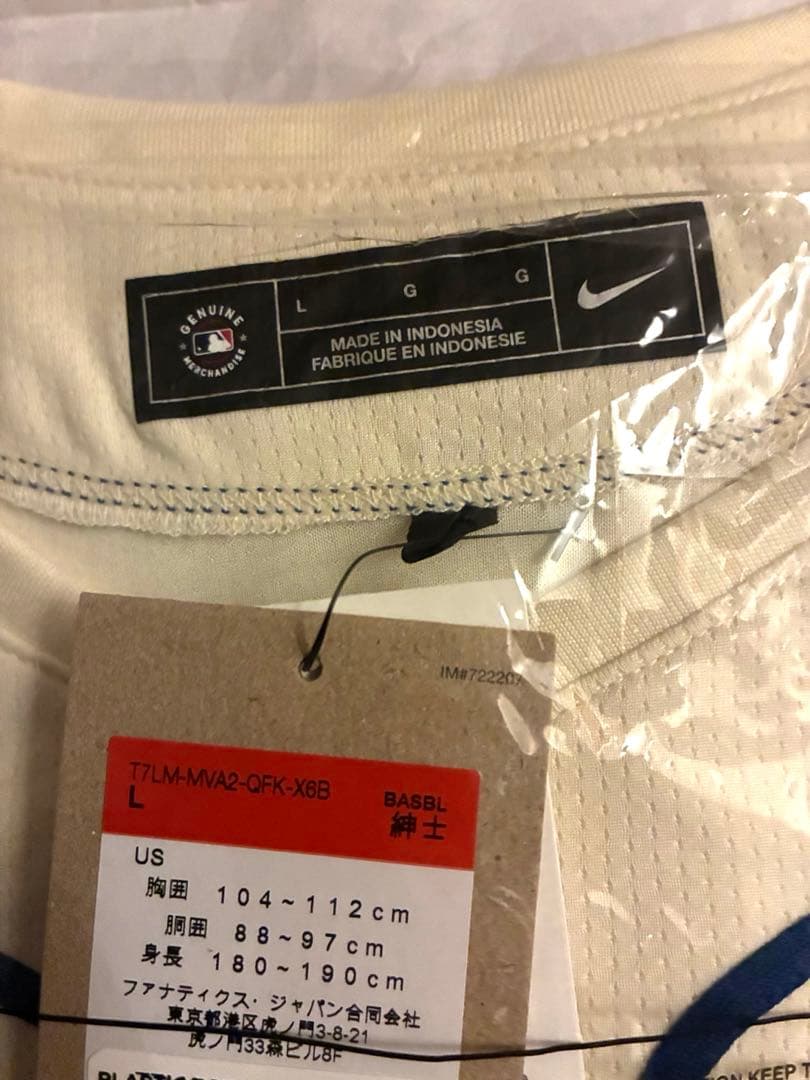 GENUINE
MERCHANDISE
L G G
MADE IN INDONESIA
FABRIQUE EN INDONESIE
IM#722207
T7LM-MVA2-QFK-X6B
L
BASBL
紳士
US
胸囲 104~112cm
胴囲 88~97cm
身長 180~190cm
ファナティクス・ジャパン合同会社
東京都港区虎ノ門3-8-21
虎ノ門33森ビル8F
KEEP